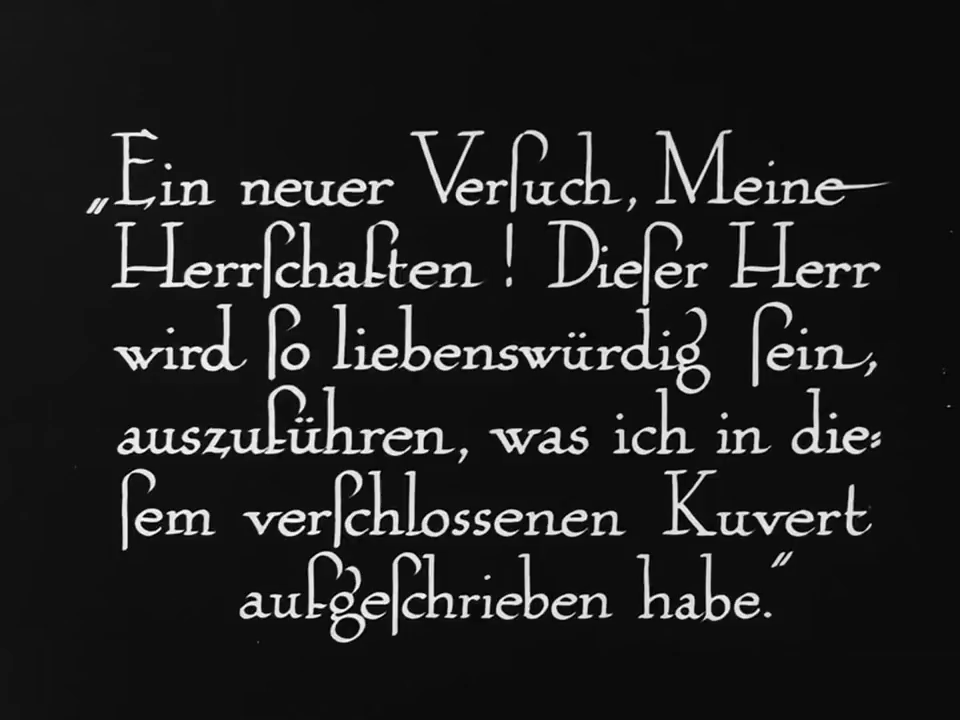 „Ein neuer Verſuch, Meine
Herrſchaften! Dieſer Herr
wird ſo liebenswürdig ſein,
auszuführen, was ich in die⸗
ſem verſchlossenen Kuvert
aufgeſchrieben habe."